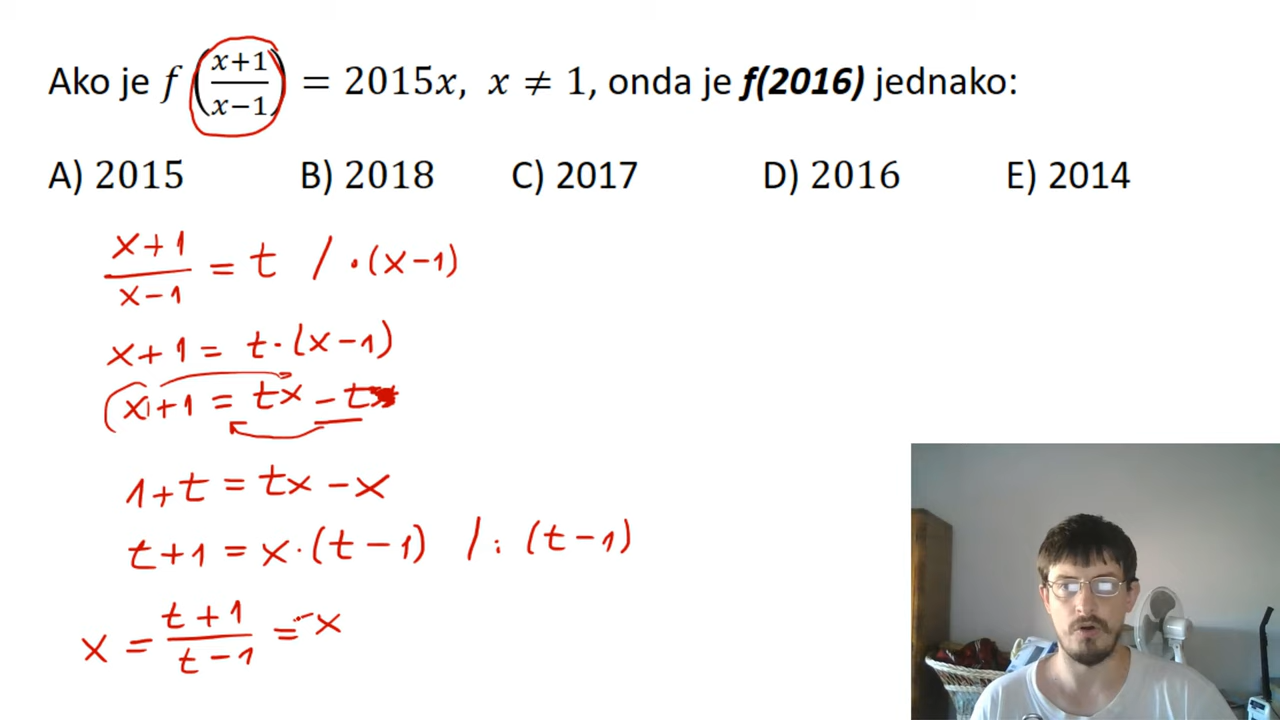 Ako je f((x+1)/(x−1)) = 2015x, x ≠ 1, onda je f(2016) jednako:
A) 2015 B) 2018 C) 2017 D) 2016 E) 2014
(x+1)/(x−1) = t / ·(x−1)
x+1 = t·(x−1)
x+1 = tx − t
1+t = tx − x
t+1 = x·(t−1) /:(t−1)
x = (t+1)/(t−1) = x